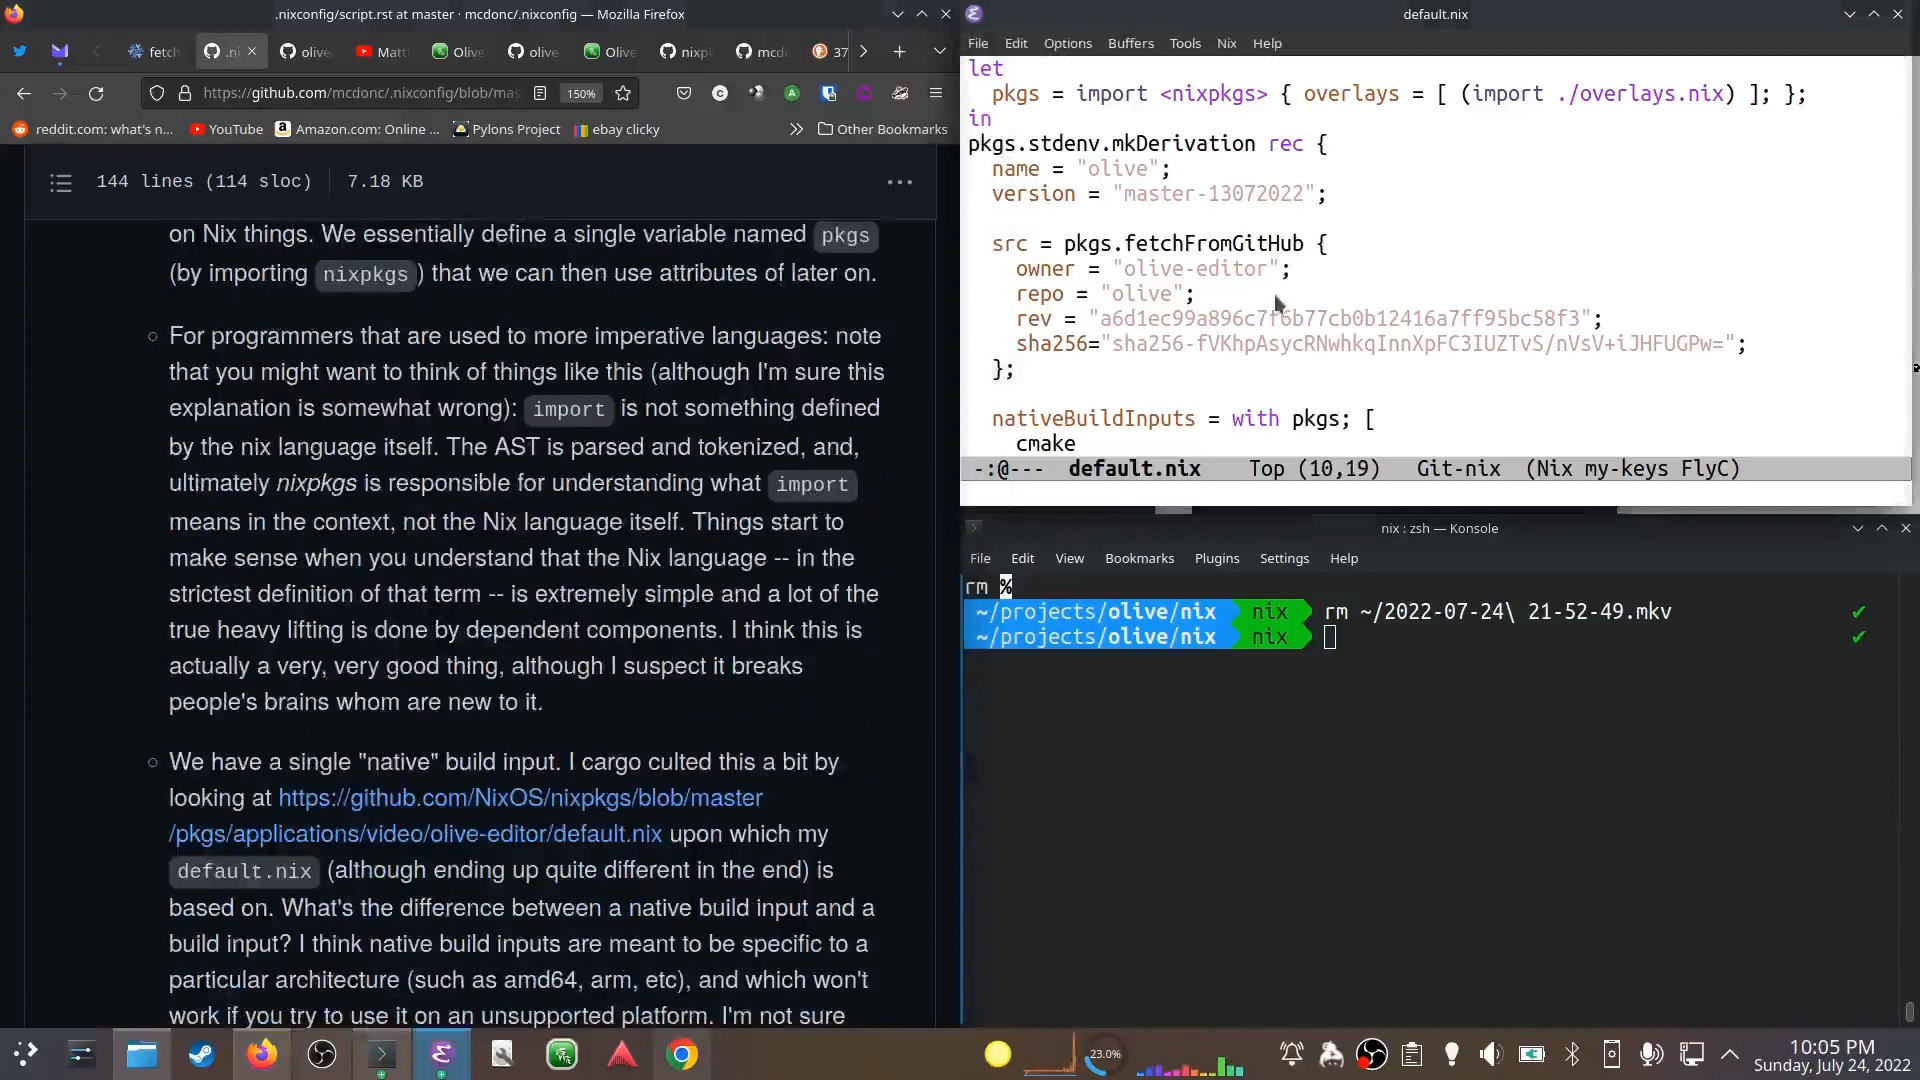 .nixconfig/script.rst at master · mcdonc/.nixconfig — Mozilla Firefox
fetch
.ni
olive
Matt
Olive
olive-
Olive
nixpk
mcdo
37
https://github.com/mcdonc/.nixconfig/blob/mas
150%
reddit.com: what's n...
YouTube
Amazon.com: Online ...
Pylons Project
ebay clicky
Other Bookmarks
144 lines (114 sloc)
7.18 KB
on Nix things. We essentially define a single variable named pkgs
(by importing nixpkgs) that we can then use attributes of later on.
For programmers that are used to more imperative languages: note
that you might want to think of things like this (although I'm sure this
explanation is somewhat wrong): import is not something defined
by the nix language itself. The AST is parsed and tokenized, and,
ultimately nixpkgs is responsible for understanding what import
means in the context, not the Nix language itself. Things start to
make sense when you understand that the Nix language -- in the
strictest definition of that term -- is extremely simple and a lot of the
true heavy lifting is done by dependent components. I think this is
actually a very, very good thing, although I suspect it breaks
people's brains whom are new to it.
We have a single "native" build input. I cargo culted this a bit by
looking at https://github.com/NixOS/nixpkgs/blob/master
/pkgs/applications/video/olive-editor/default.nix upon which my
default.nix (although ending up quite different in the end) is
based on. What's the difference between a native build input and a
build input? I think native build inputs are meant to be specific to a
particular architecture (such as amd64, arm, etc), and which won't
work if you try to use it on an unsupported platform. I'm not sure
default.nix
File Edit Options Buffers Tools Nix Help
let
pkgs = import <nixpkgs> { overlays = [ (import ./overlays.nix) ]; };
in
pkgs.stdenv.mkDerivation rec {
name = "olive";
version = "master-13072022";
src = pkgs.fetchFromGitHub {
owner = "olive-editor";
repo = "olive";
rev = "a6d1ec99a896c7f6b77cb0b12416a7ff95bc58f3";
sha256="sha256-fVKhpAsycRNwhkqInnXpFC3IUZTvS/nVsV+iJHFUGPw=";
};
nativeBuildInputs = with pkgs; [
cmake
-:@--- default.nix Top (10,19) Git-nix (Nix my-keys FlyC)
nix : zsh — Konsole
File Edit View Bookmarks Plugins Settings Help
rm %
~/projects/olive/nix nix rm ~/2022-07-24\ 21-52-49.mkv ✔
~/projects/olive/nix nix ✔
23.0%
10:05 PM
Sunday, July 24, 2022